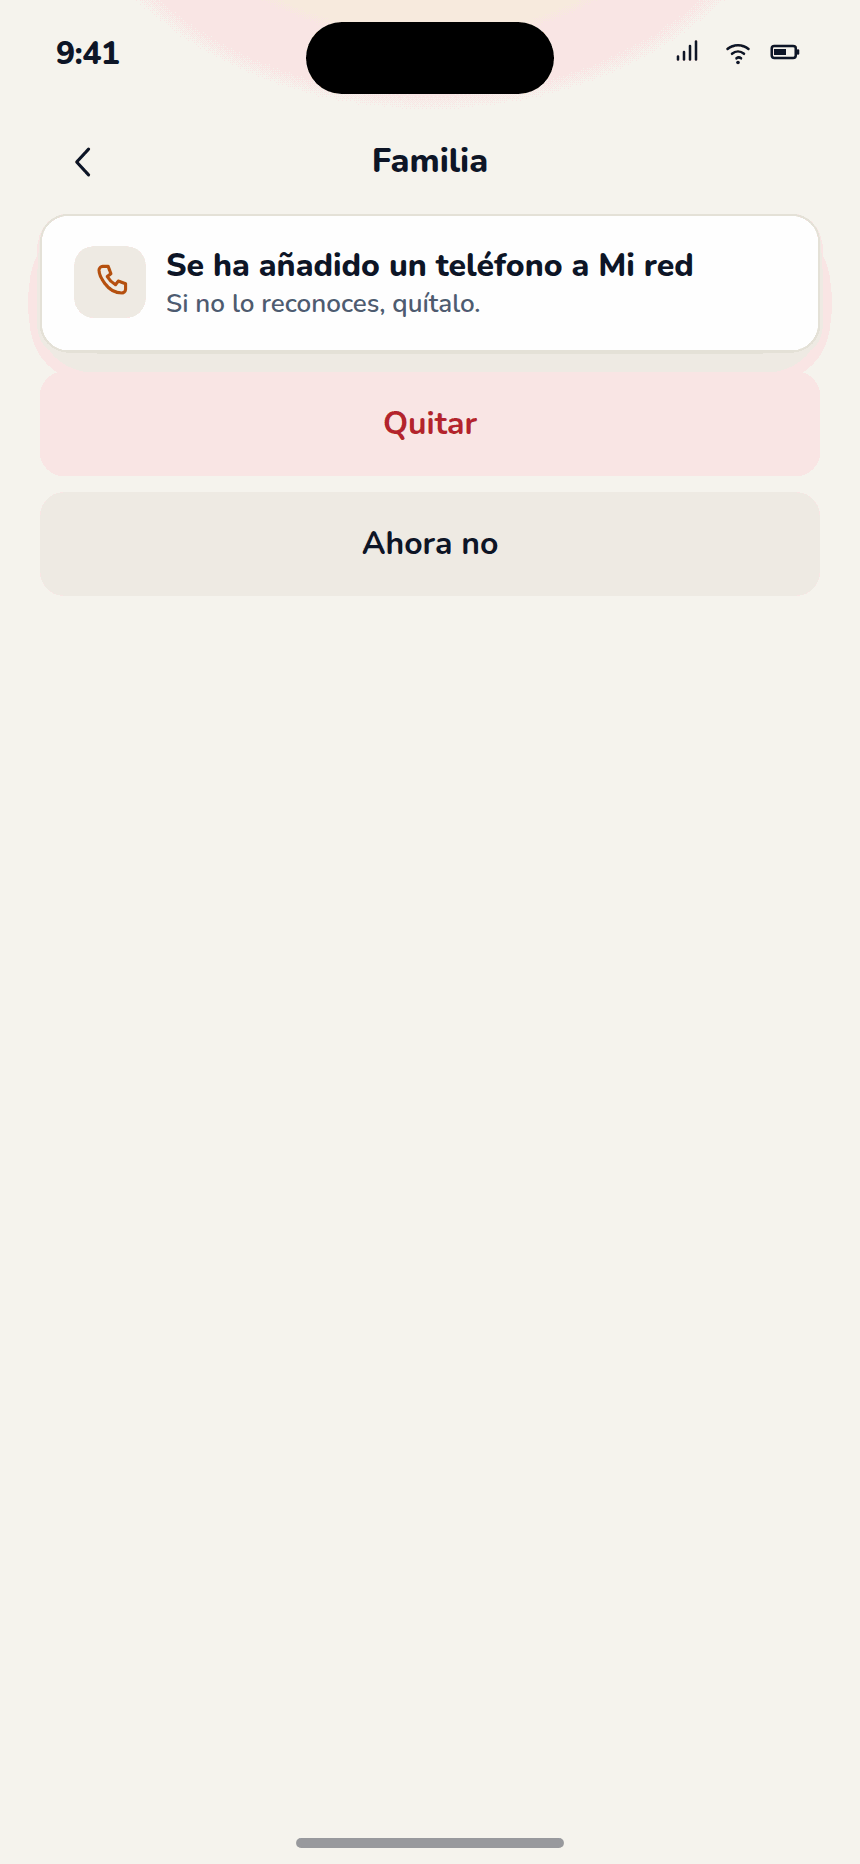 9:41
Familia
Se ha añadido un teléfono a Mi red
Si no lo reconoces, quítalo.
Quitar
Ahora no